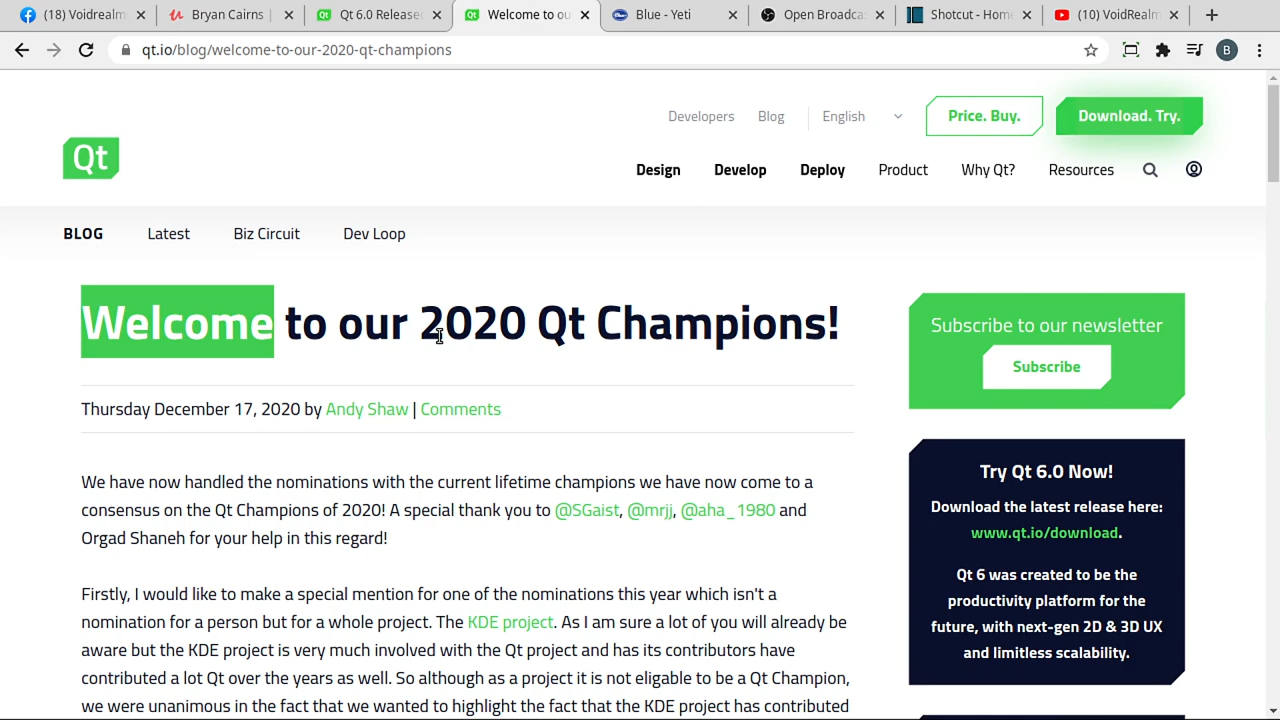 (18) Voidrealm
Bryan Cairns |
Qt 6.0 Released
Welcome to ou
Blue - Yeti
Open Broadca
Shotcut - Home
(10) VoidRealm
qt.io/blog/welcome-to-our-2020-qt-champions
B
Developers Blog English Price. Buy. Download. Try.
Qt
Design Develop Deploy Product Why Qt? Resources
BLOG Latest Biz Circuit Dev Loop
Welcome to our 2020 Qt Champions!
Thursday December 17, 2020 by Andy Shaw | Comments
We have now handled the nominations with the current lifetime champions we have now come to a
consensus on the Qt Champions of 2020! A special thank you to @SGaist, @mrjj, @aha_1980 and
Orgad Shaneh for your help in this regard!
Firstly, I would like to make a special mention for one of the nominations this year which isn't a
nomination for a person but for a whole project. The KDE project. As I am sure a lot of you will already be
aware but the KDE project is very much involved with the Qt project and has its contributors have
contributed a lot Qt over the years as well. So although as a project it is not eligable to be a Qt Champion,
we were unanimous in the fact that we wanted to highlight the fact that the KDE project has contributed
Subscribe to our newsletter
Subscribe
Try Qt 6.0 Now!
Download the latest release here:
www.qt.io/download.
Qt 6 was created to be the
productivity platform for the
future, with next-gen 2D & 3D UX
and limitless scalability.